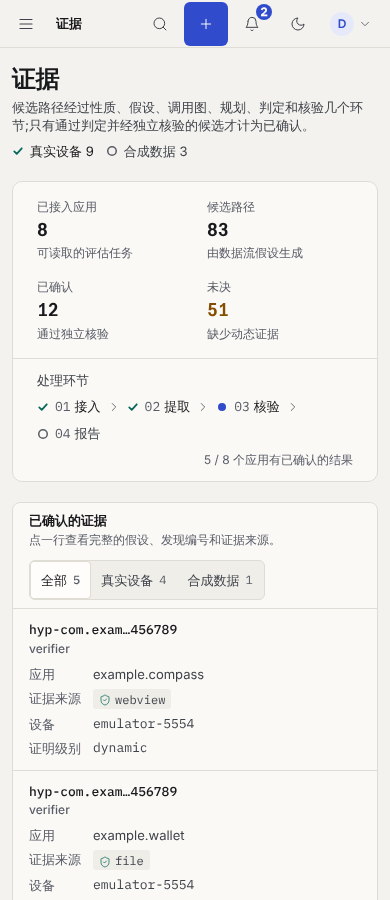 证据
2
D
证据
候选路径经过性质、假设、调用图、规划、判定和核验几个环
节;只有通过判定并经独立核验的候选才计为已确认。
真实设备 9 合成数据 3
已接入应用 候选路径
8 83
可读取的评估任务 由数据流假设生成
已确认 未决
12 51
通过独立核验 缺少动态证据
处理环节
01 接入 02 提取 03 核验
04 报告
5 / 8 个应用有已确认的结果
已确认的证据
点一行查看完整的假设、发现编号和证据来源。
全部 5 真实设备 4 合成数据 1
hyp-com.exam…456789
verifier
应用 example.compass
证据来源 webview
设备 emulator-5554
证明级别 dynamic
hyp-com.exam…456789
verifier
应用 example.wallet
证据来源 file
设备 emulator-5554